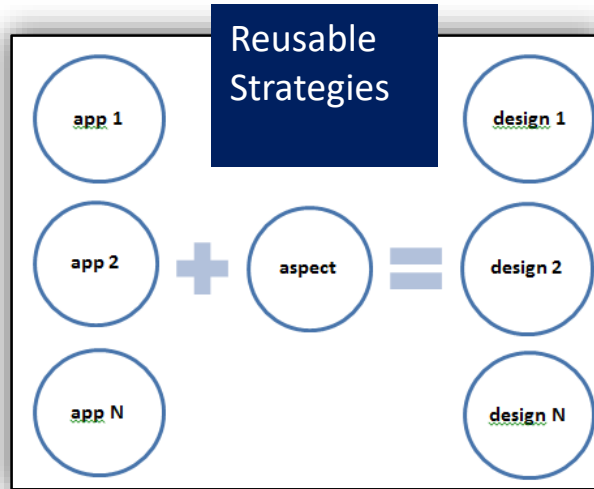 Reusable
Strategies
app 1
design 1
app 2
aspect
design 2
app N
design N